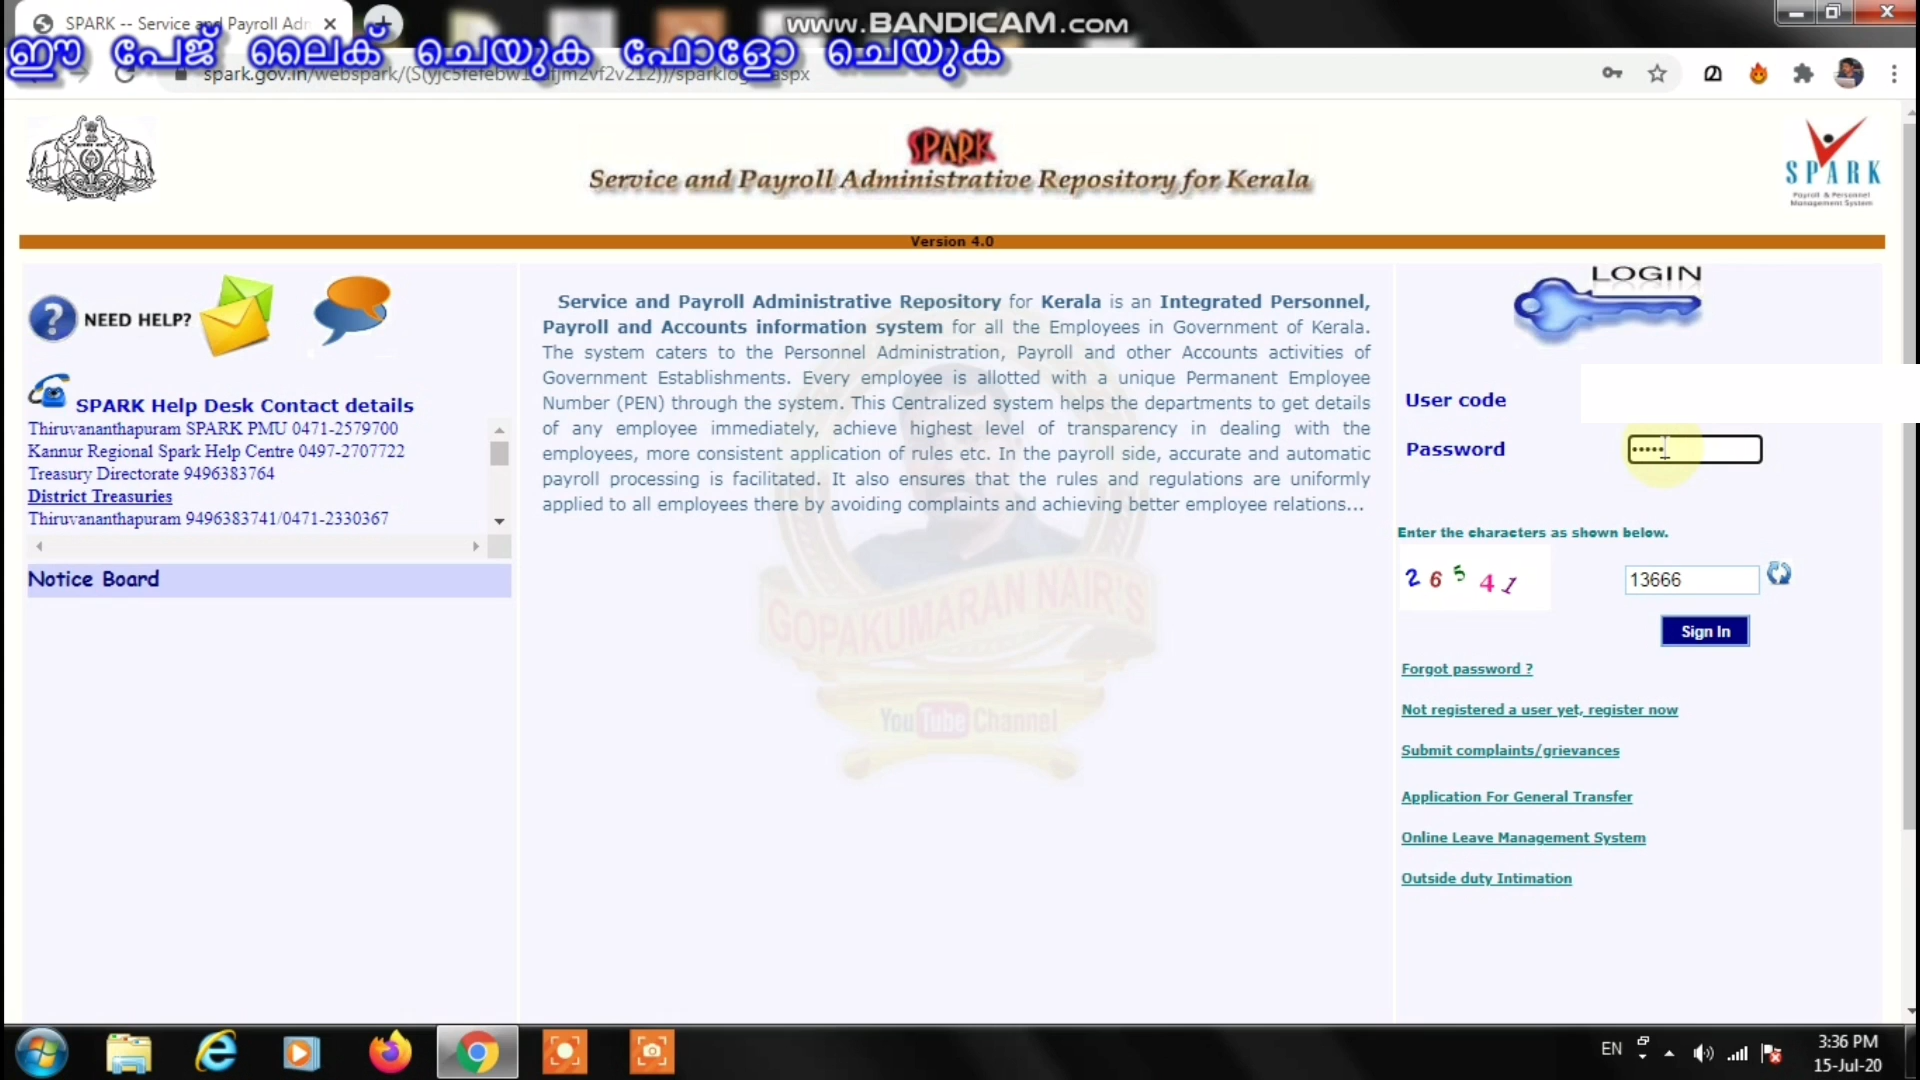 SPARK -- Service and Payroll Adm
www.BANDICAM.com
ഈ പേജ് ലൈക് ചെയുക ഫോളോ ചെയുക
SPARK
Service and Payroll Administrative Repository for Kerala
SPARK
Payroll & Personnel
Management System
Version 4.0
NEED HELP?
SPARK Help Desk Contact details
Thiruvananthapuram SPARK PMU 0471-2579700
Kannur Regional Spark Help Centre 0497-2707722
Treasury Directorate 9496383764
District Treasuries
Thiruvananthapuram 9496383741/0471-2330367
Notice Board
Service and Payroll Administrative Repository for Kerala is an Integrated Personnel,
Payroll and Accounts information system for all the Employees in Government of Kerala.
The system caters to the Personnel Administration, Payroll and other Accounts activities of
Government Establishments. Every employee is allotted with a unique Permanent Employee
Number (PEN) through the system. This Centralized system helps the departments to get details
of any employee immediately, achieve highest level of transparency in dealing with the
employees, more consistent application of rules etc. In the payroll side, accurate and automatic
payroll processing is facilitated. It also ensures that the rules and regulations are uniformly
applied to all employees there by avoiding complaints and achieving better employee relations...
GOPAKUMARAN NAIR'S
YouTube Channel
LOGIN
User code
Password
Enter the characters as shown below.
2 6 5 4 1
13666
Sign In
Forgot password ?
Not registered a user yet, register now
Submit complaints/grievances
Application For General Transfer
Online Leave Management System
Outside duty Intimation
EN
3:36 PM
15-Jul-20